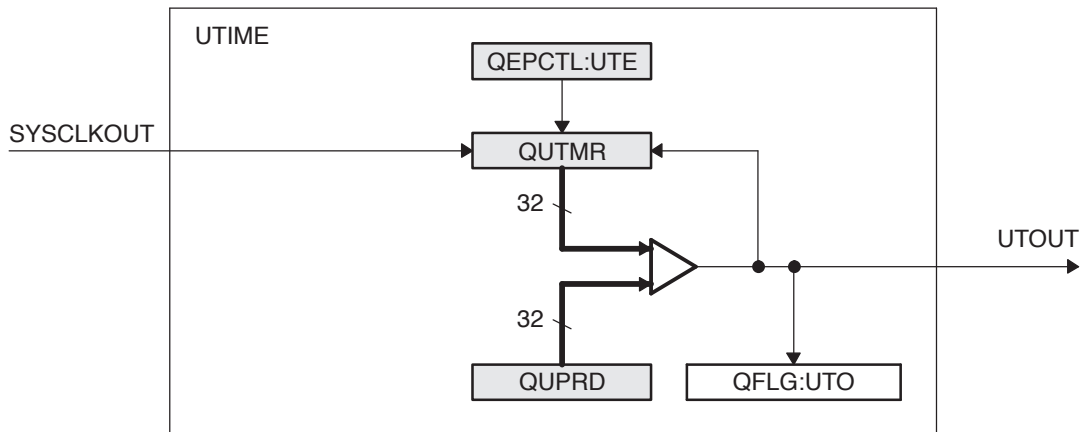 UTIME
QEPCTL:UTE
SYSCLKOUT
QUTMR
32
UTOUT
32
QUPRD
QFLG:UTO